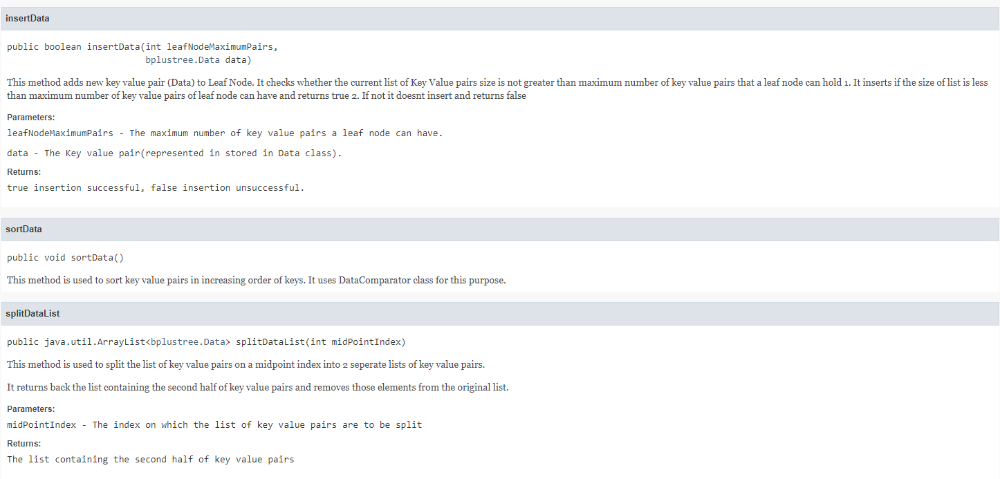 insertData
public boolean insertData(int leafNodeMaximumPairs,
bplustree.Data data)
This method adds new key value pair (Data) to Leaf Node. It checks whether the current list of Key Value pairs size is not greater than maximum number of key value pairs that a leaf node can hold 1. It inserts if the size of list is less
than maximum number of key value pairs of leaf node can have and returns true 2. If not it doesnt insert and returns false
Parameters:
leafNodeMaximumPairs - The maximum number of key value pairs a leaf node can have.
data - The Key value pair(represented in stored in Data class).
Returns:
true insertion successful, false insertion unsuccessful.
sortData
public void sortData()
This method is used to sort key value pairs in increasing order of keys. It uses DataComparator class for this purpose.
splitDataList
public java.util.ArrayList<bplustree.Data> splitDataList(int midPointIndex)
This method is used to split the list of key value pairs on a midpoint index into 2 seperate lists of key value pairs.
It returns back the list containing the second half of key value pairs and removes those elements from the original list.
Parameters:
midPointIndex - The index on which the list of key value pairs are to be split
Returns:
The list containing the second half of key value pairs